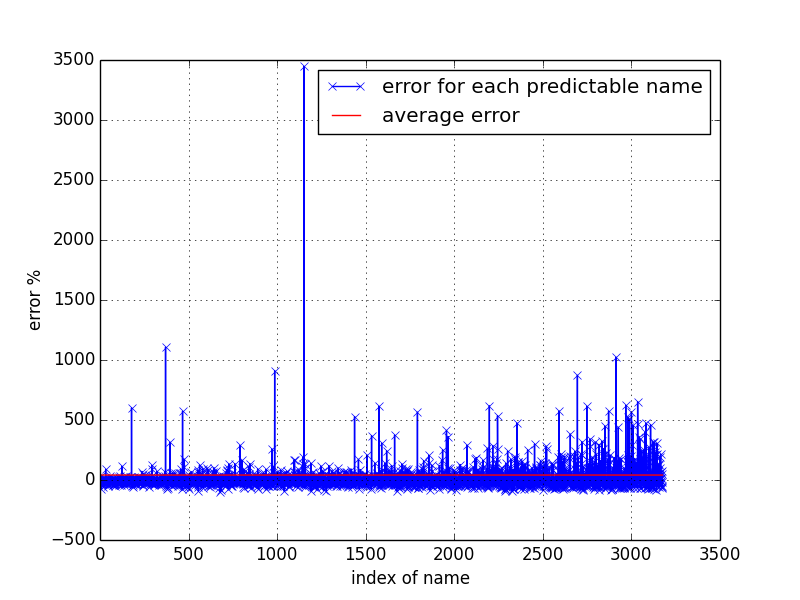 3500
3000
2500
2000
1500
1000
500
0
−500
error %
error for each predictable name
average error
0 500 1000 1500 2000 2500 3000 3500
index of name